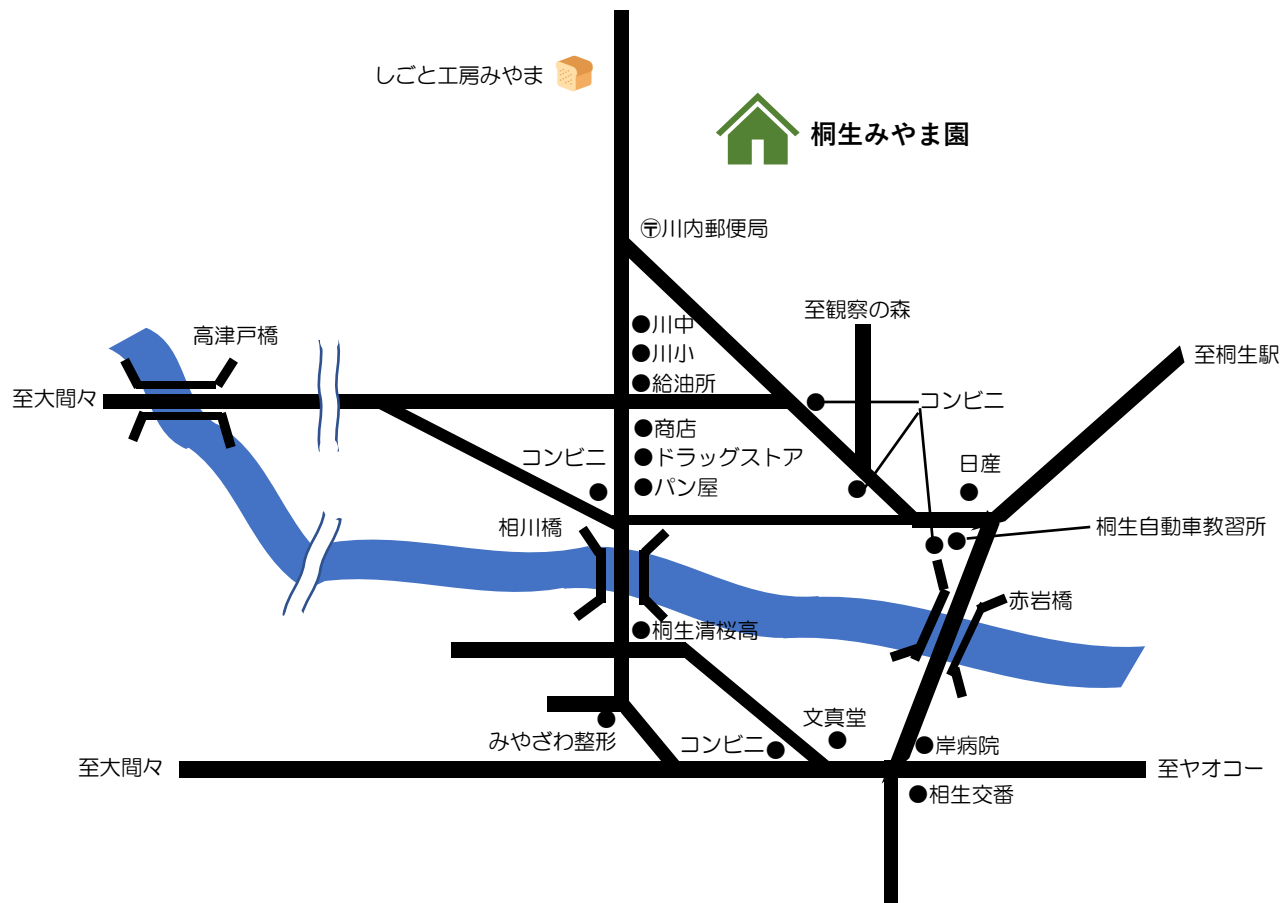 しごと工房みやま
桐生みやま園
〒川内郵便局
至観察の森
高津戸橋
●川中
●川小
●給油所
至桐生駅
至大間々
コンビニ
●商店
●ドラッグストア
●パン屋
コンビニ
日産
相川橋
桐生自動車教習所
赤岩橋
●桐生清桜高
文真堂
みやざわ整形
コンビニ
●岸病院
至大間々
至ヤオコー
●相生交番